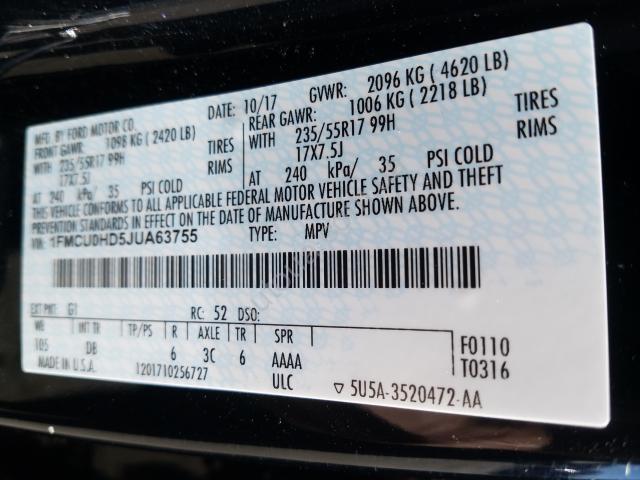 MFD. BY FORD MOTOR CO.
DATE: 10/17 GVWR: 2096 KG ( 4620 LB)
FRONT GAWR: 1098 KG ( 2420 LB) REAR GAWR: 1006 KG ( 2218 LB)
WITH 235/55R17 99H TIRES WITH 235/55R17 99H TIRES
17X7.5J RIMS 17X7.5J RIMS
AT 240 kPa/ 35 PSI COLD AT 240 kPa/ 35 PSI COLD
THIS VEHICLE CONFORMS TO ALL APPLICABLE FEDERAL MOTOR VEHICLE SAFETY AND THEFT
PREVENTION STANDARDS IN EFFECT ON THE DATE OF MANUFACTURE SHOWN ABOVE.
VIN: 1FMCU0HD5JUA63755 TYPE: MPV
EXT PNT: G1 RC: 52 DSO:
WB INT TR TP/PS R AXLE TR SPR
105 DB 6 3C 6 AAAA F0110
MADE IN U.S.A. 1201710256727 ULC T0316
▽ 5U5A-3520472-AA